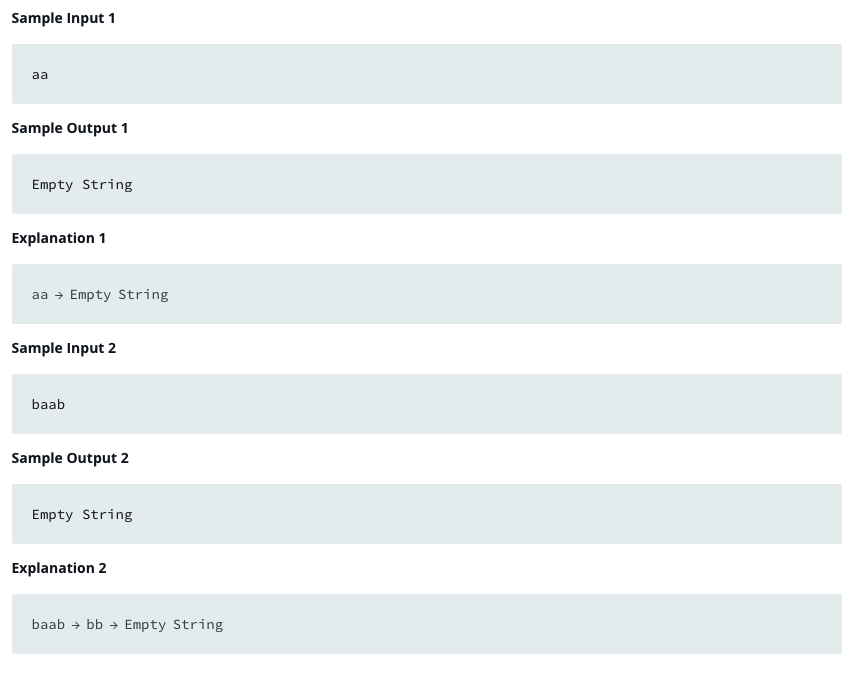 Sample Input 1
aa
Sample Output 1
Empty String
Explanation 1
aa → Empty String
Sample Input 2
baab
Sample Output 2
Empty String
Explanation 2
baab → bb → Empty String